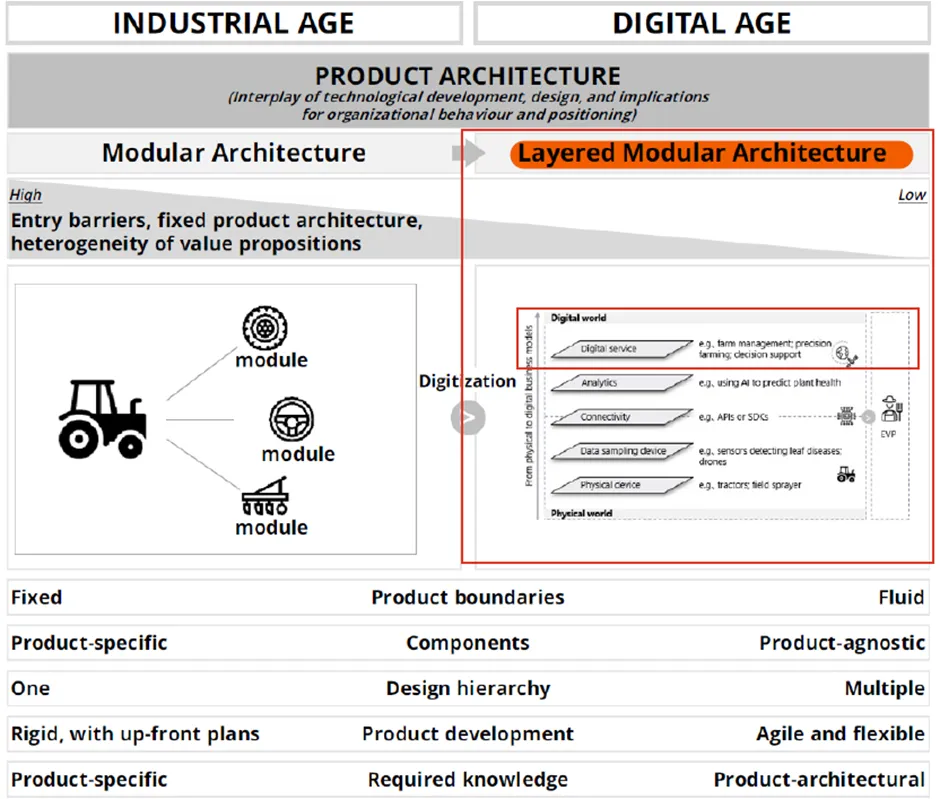 INDUSTRIAL AGE
DIGITAL AGE
PRODUCT ARCHITECTURE
(Interplay of technological development, design, and implications
for organizational behaviour and positioning)
Modular Architecture
Layered Modular Architecture
High
Low
Entry barriers, fixed product architecture,
heterogeneity of value propositions
module
module
module
Digitization
From physical to digital business models
Digital world
Digital service
e.g., farm management; precision
farming; decision support
Analytics
e.g., using AI to predict plant health
Connectivity
e.g., APIs or SDCs
Data sampling device
e.g., sensors detecting leaf diseases;
drones
Physical device
e.g., tractors; field sprayer
Physical world
EVP
Fixed
Product boundaries
Fluid
Product-specific
Components
Product-agnostic
One
Design hierarchy
Multiple
Rigid, with up-front plans
Product development
Agile and flexible
Product-specific
Required knowledge
Product-architectural